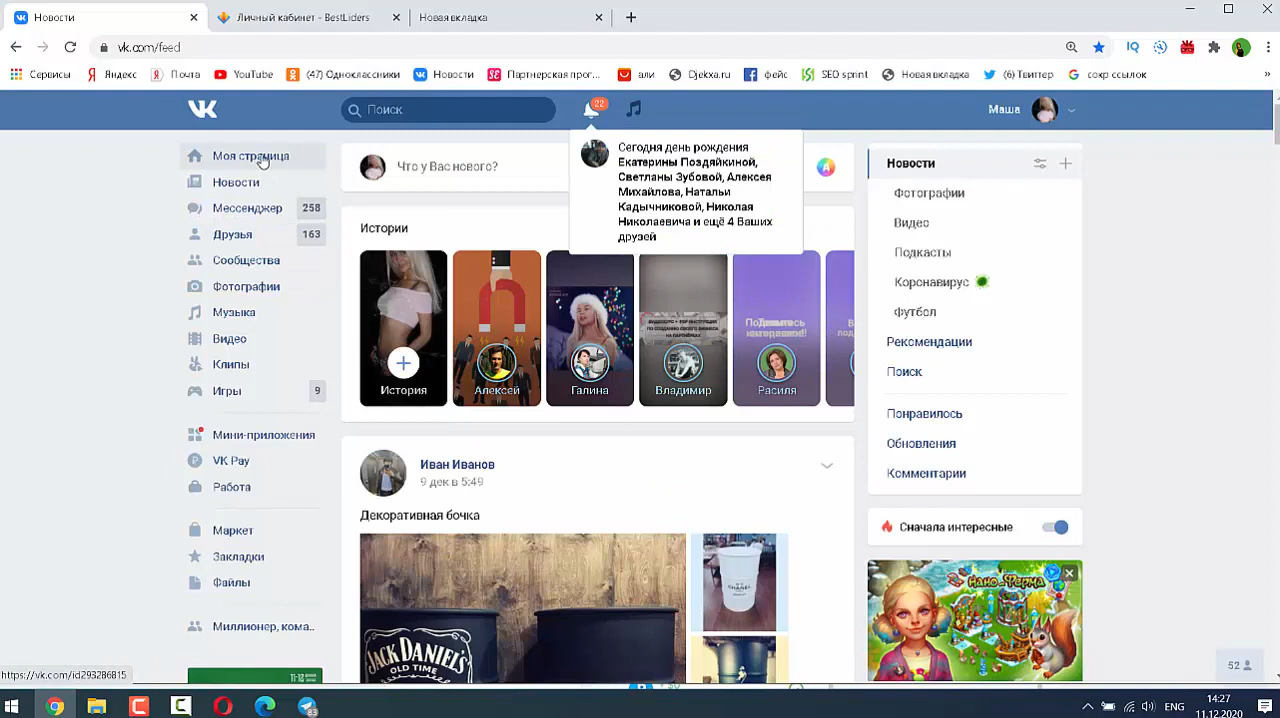 Новости
Личный кабинет - BestLiders
Новая вкладка
vk.com/feed
IQ
Сервисы
Яндекс
Почта
YouTube
(47) Одноклассники
Новости
Партнерская прог...
али
Djekxa.ru
фейс
SEO sprint
Новая вкладка
(6) Твиттер
сокр ссылок
Поиск
22
Маша
Моя страница
Новости
Мессенджер 258
Друзья 163
Сообщества
Фотографии
Музыка
Видео
Клипы
Игры 9
Мини-приложения
VK Pay
Работа
Маркет
Закладки
Файлы
Миллионер, кома..
Что у Вас нового?
Сегодня день рождения
Екатерины Поздяйкиной,
Светланы Зубовой, Алексея
Михайлова, Натальи
Кадычниковой, Николая
Николаевича и ещё 4 Ваших
друзей
Истории
История
Алексей
Галина
Владимир
Расиля
Иван Иванов
9 дек в 5:49
Декоративная бочка
JACK DANIEL'S
OLD TIME
CHANEL
Новости
Фотографии
Видео
Подкасты
Коронавирус
Футбол
Рекомендации
Поиск
Понравилось
Обновления
Комментарии
Сначала интересные
Нано-Ферма
52
https://vk.com/id293286815
83
ENG
14:27
11.12.2020